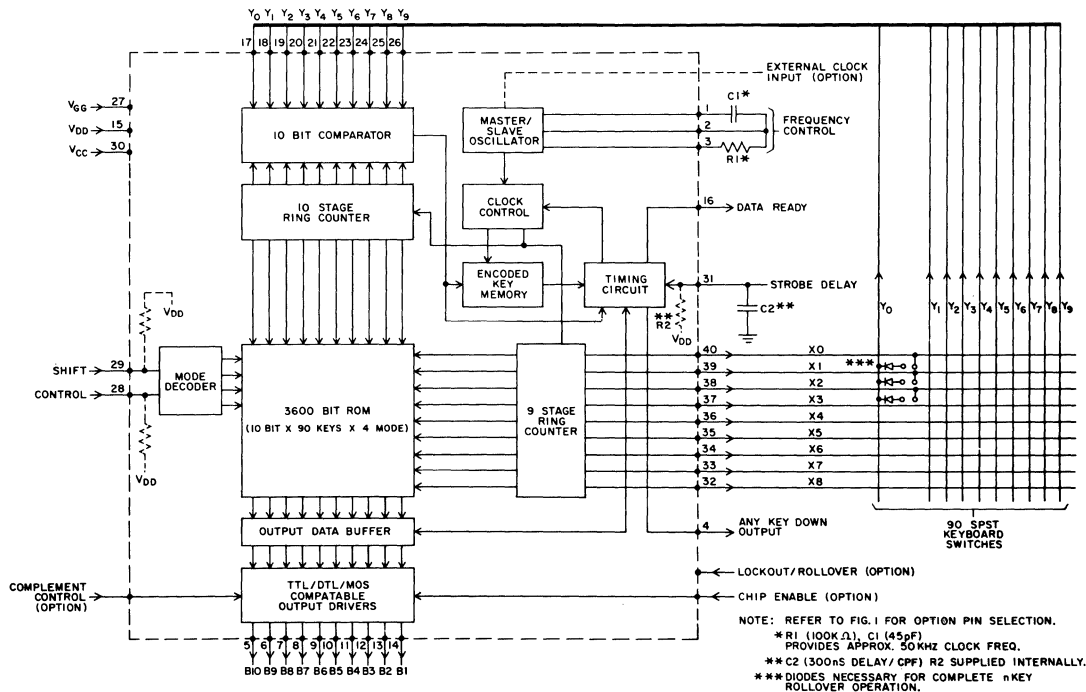 Y0 Y1 Y2 Y3 Y4 Y5 Y6 Y7 Y8 Y9
17 18 19 20 21 22 23 24 25 26
EXTERNAL CLOCK
INPUT (OPTION)
VGG 27
VDD 15
VCC 30
10 BIT COMPARATOR
MASTER/
SLAVE
OSCILLATOR
1 C1*
2
3 R1*
FREQUENCY
CONTROL
10 STAGE
RING COUNTER
CLOCK
CONTROL
16 DATA READY
ENCODED
KEY
MEMORY
TIMING
CIRCUIT
31 STROBE DELAY
** R2
VDD
C2**
Y0 Y1 Y2 Y3 Y4 Y5 Y6 Y7 Y8 Y9
VDD
SHIFT 29
CONTROL 28
VDD
MODE
DECODER
3600 BIT ROM
(10 BIT X 90 KEYS X 4 MODE)
9 STAGE
RING
COUNTER
40 X0
39 X1
38 X2
37 X3
36 X4
35 X5
34 X6
33 X7
32 X8
***
90 SPST
KEYBOARD
SWITCHES
OUTPUT DATA BUFFER
4 ANY KEY DOWN
OUTPUT
LOCKOUT/ROLLOVER (OPTION)
COMPLEMENT
CONTROL
(OPTION)
TTL/DTL/MOS
COMPATABLE
OUTPUT DRIVERS
CHIP ENABLE (OPTION)
5 6 7 8 9 10 11 12 13 14
B10 B9 B8 B7 B6 B5 B4 B3 B2 B1
NOTE: REFER TO FIG. 1 FOR OPTION PIN SELECTION.
*R1 (100KΩ), C1 (45pF)
PROVIDES APPROX. 50KHZ CLOCK FREQ.
**C2 (300nS DELAY/CPF) R2 SUPPLIED INTERNALLY.
***DIODES NECESSARY FOR COMPLETE nKEY
ROLLOVER OPERATION.